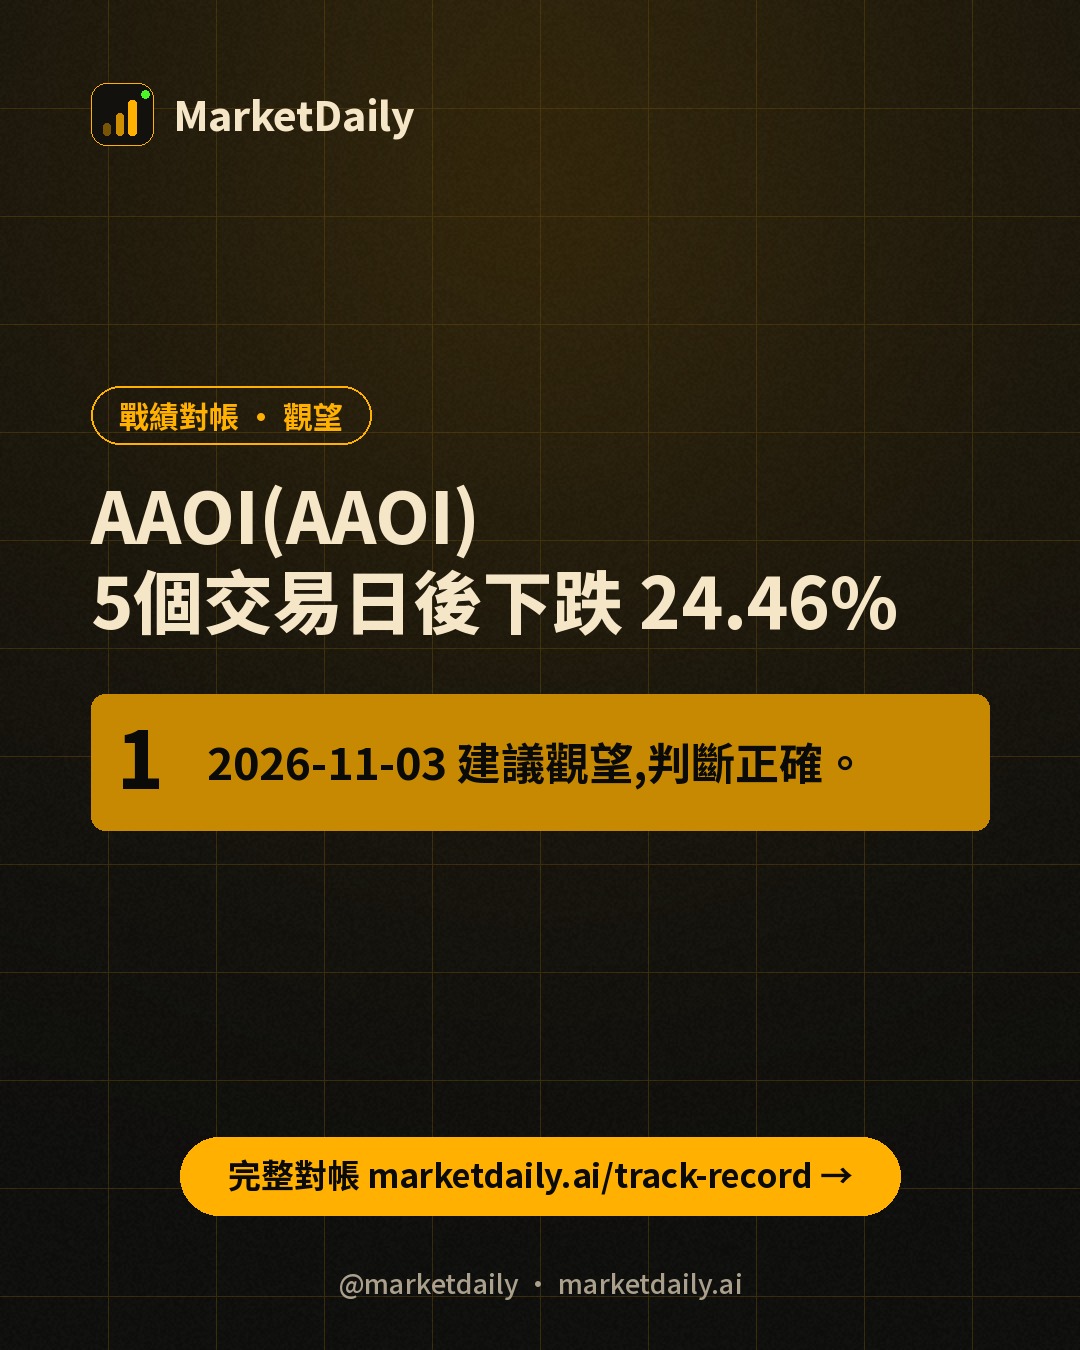 MarketDaily
戰績對帳 · 觀望
AAOI(AAOI)
5個交易日後下跌 24.46%
1 2026-11-03 建議觀望,判斷正確。
完整對帳 marketdaily.ai/track-record →
@marketdaily · marketdaily.ai